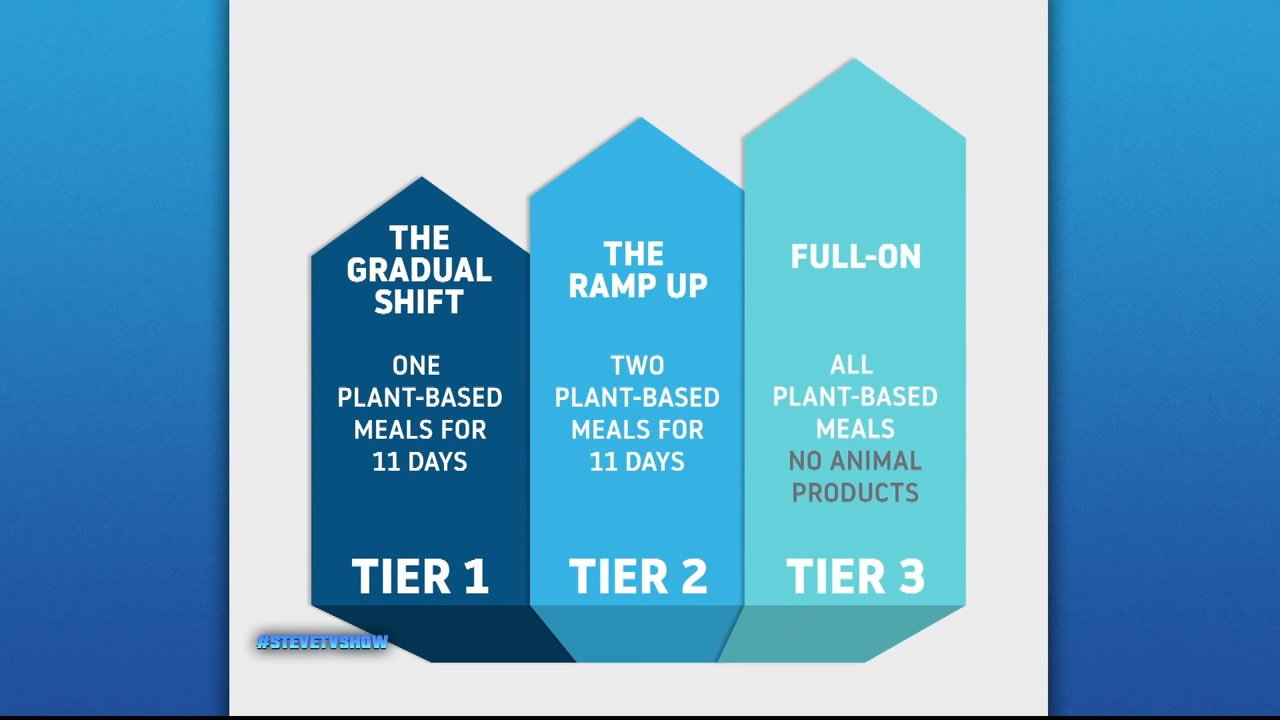 THE
GRADUAL
SHIFT
ONE
PLANT-BASED
MEALS FOR
11 DAYS
TIER 1
THE
RAMP UP
TWO
PLANT-BASED
MEALS FOR
11 DAYS
TIER 2
FULL-ON
ALL
PLANT-BASED
MEALS
NO ANIMAL
PRODUCTS
TIER 3
#STEVETVSHOW